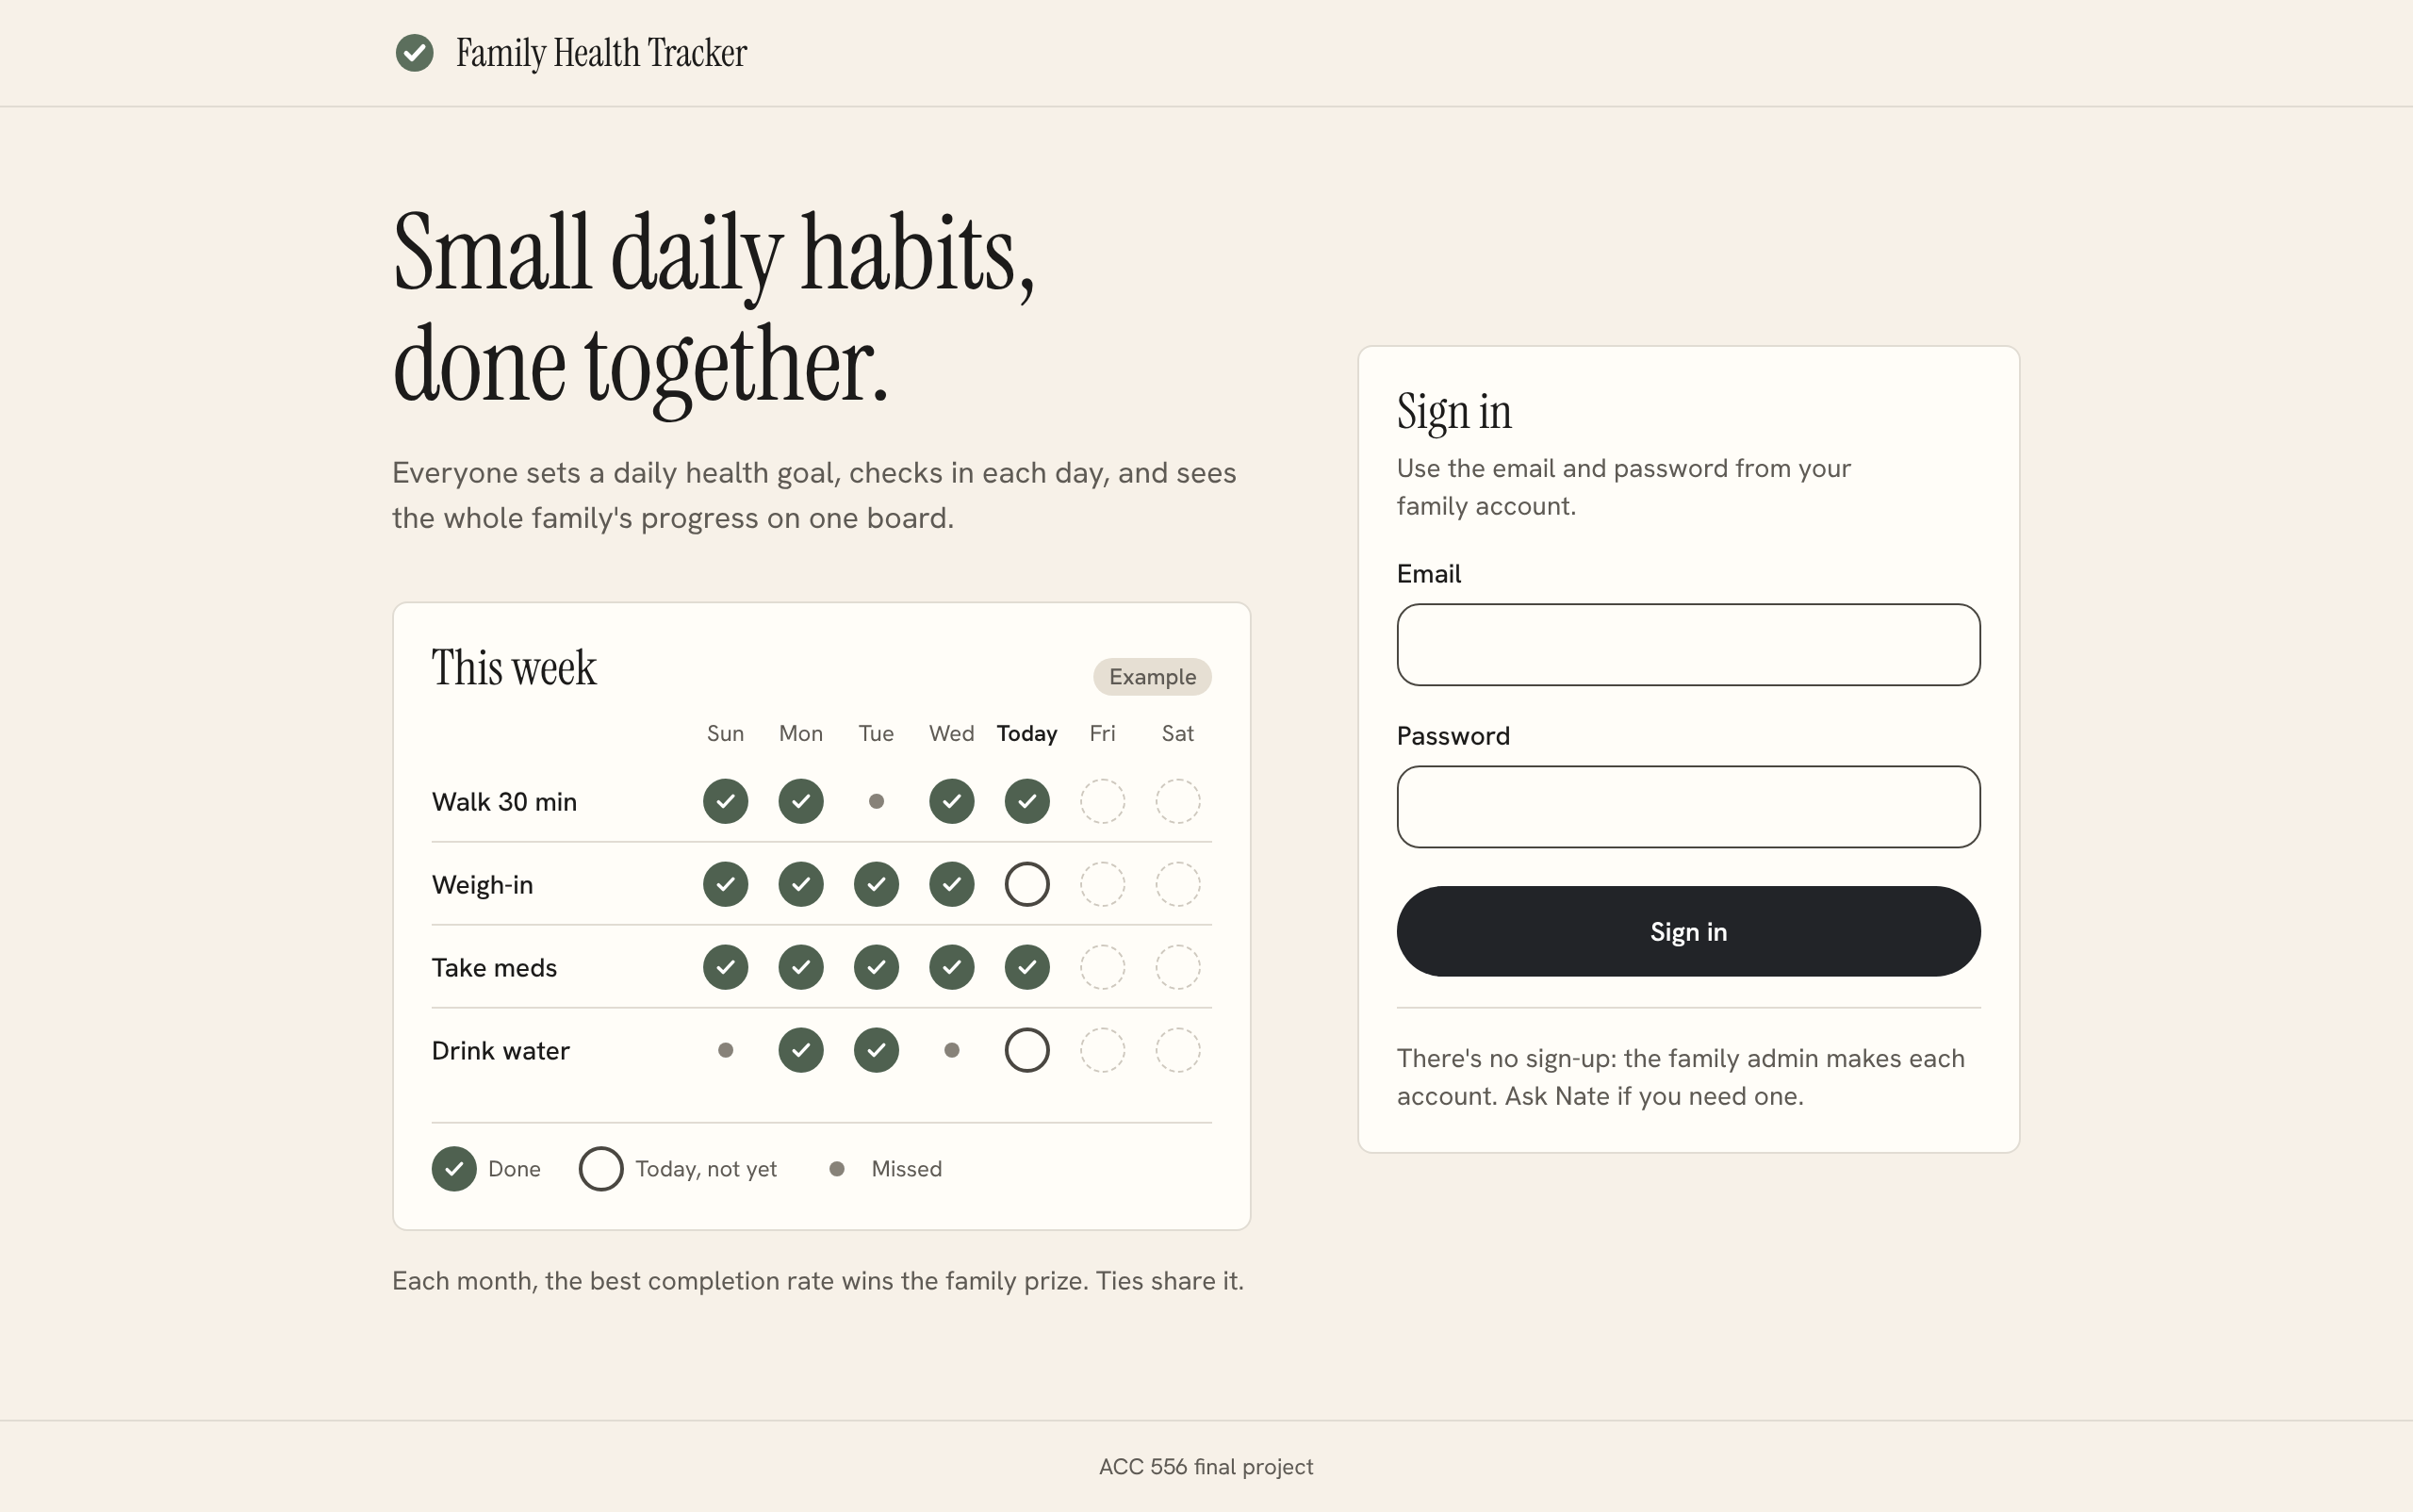 Family Health Tracker
Small daily habits,
done together.
Everyone sets a daily health goal, checks in each day, and sees
the whole family's progress on one board.
This week
Example
Sun Mon Tue Wed Today Fri Sat
Walk 30 min
Weigh-in
Take meds
Drink water
Done Today, not yet Missed
Each month, the best completion rate wins the family prize. Ties share it.
Sign in
Use the email and password from your
family account.
Email
Password
Sign in
There's no sign-up: the family admin makes each
account. Ask Nate if you need one.
ACC 556 final project